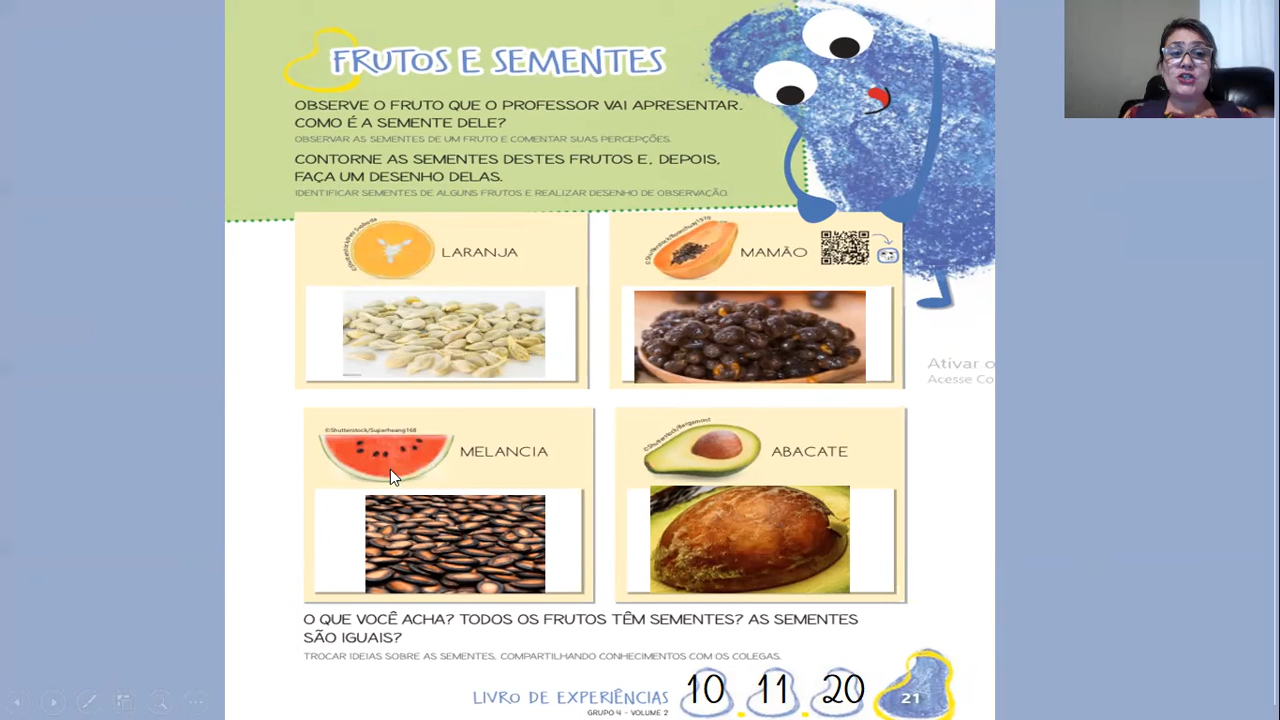 FRUTOS E SEMENTES
OBSERVE O FRUTO QUE O PROFESSOR VAI APRESENTAR.
COMO É A SEMENTE DELE?
OBSERVAR AS SEMENTES DE UM FRUTO E COMENTAR SUAS PERCEPÇÕES.
CONTORNE AS SEMENTES DESTES FRUTOS E, DEPOIS,
FAÇA UM DESENHO DELAS.
IDENTIFICAR SEMENTES DE ALGUNS FRUTOS E REALIZAR DESENHO DE OBSERVAÇÃO.
LARANJA
MAMÃO
Ativar o
Acesse Co
©Shutterstock/Superheang168
MELANCIA
©Shutterstock/Bergamont
ABACATE
O QUE VOCÊ ACHA? TODOS OS FRUTOS TÊM SEMENTES? AS SEMENTES
SÃO IGUAIS?
TROCAR IDEIAS SOBRE AS SEMENTES, COMPARTILHANDO CONHECIMENTOS COM OS COLEGAS.
LIVRO DE EXPERIÊNCIAS 10 . 11 . 20
GRUPO 4 - VOLUME 2
21